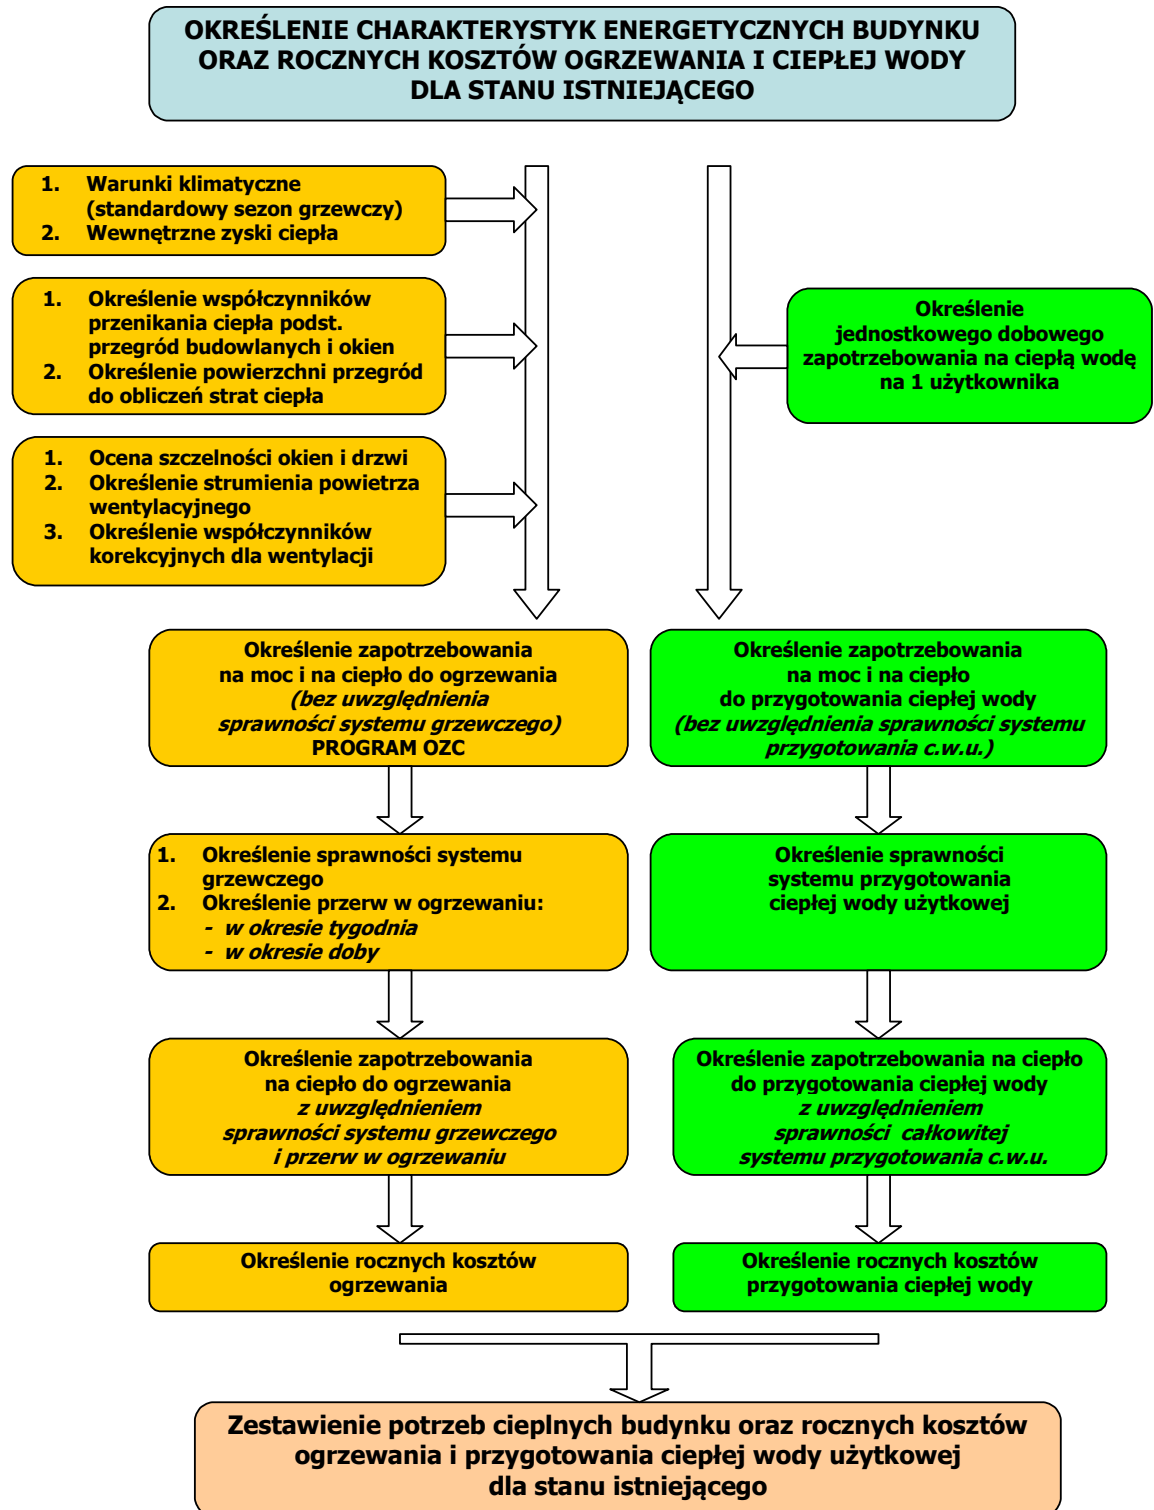 OKREŚLENIE CHARAKTERYSTYK ENERGETYCZNYCH BUDYNKU
ORAZ ROCZNYCH KOSZTÓW OGRZEWANIA I CIEPŁEJ WODY
DLA STANU ISTNIEJĄCEGO
1. Warunki klimatyczne
(standardowy sezon grzewczy)
2. Wewnętrzne zyski ciepła
1. Określenie współczynników
przenikania ciepła podst.
przegród budowlanych i okien
2. Określenie powierzchni przegród
do obliczeń strat ciepła
Określenie
jednostkowego dobowego
zapotrzebowania na ciepłą wodę
na 1 użytkownika
1. Ocena szczelności okien i drzwi
2. Określenie strumienia powietrza
wentylacyjnego
3. Określenie współczynników
korekcyjnych dla wentylacji
Określenie zapotrzebowania
na moc i na ciepło do ogrzewania
(bez uwzględnienia
sprawności systemu grzewczego)
PROGRAM OZC
Określenie zapotrzebowania
na moc i na ciepło
do przygotowania ciepłej wody
(bez uwzględnienia sprawności systemu
przygotowania c.w.u.)
1. Określenie sprawności systemu
grzewczego
2. Określenie przerw w ogrzewaniu:
- w okresie tygodnia
- w okresie doby
Określenie sprawności
systemu przygotowania
ciepłej wody użytkowej
Określenie zapotrzebowania
na ciepło do ogrzewania
z uwzględnieniem
sprawności systemu grzewczego
i przerw w ogrzewaniu
Określenie zapotrzebowania na ciepło
do przygotowania ciepłej wody
z uwzględnieniem
sprawności całkowitej
systemu przygotowania c.w.u.
Określenie rocznych kosztów
ogrzewania
Określenie rocznych kosztów
przygotowania ciepłej wody
Zestawienie potrzeb cieplnych budynku oraz rocznych kosztów
ogrzewania i przygotowania ciepłej wody użytkowej
dla stanu istniejącego